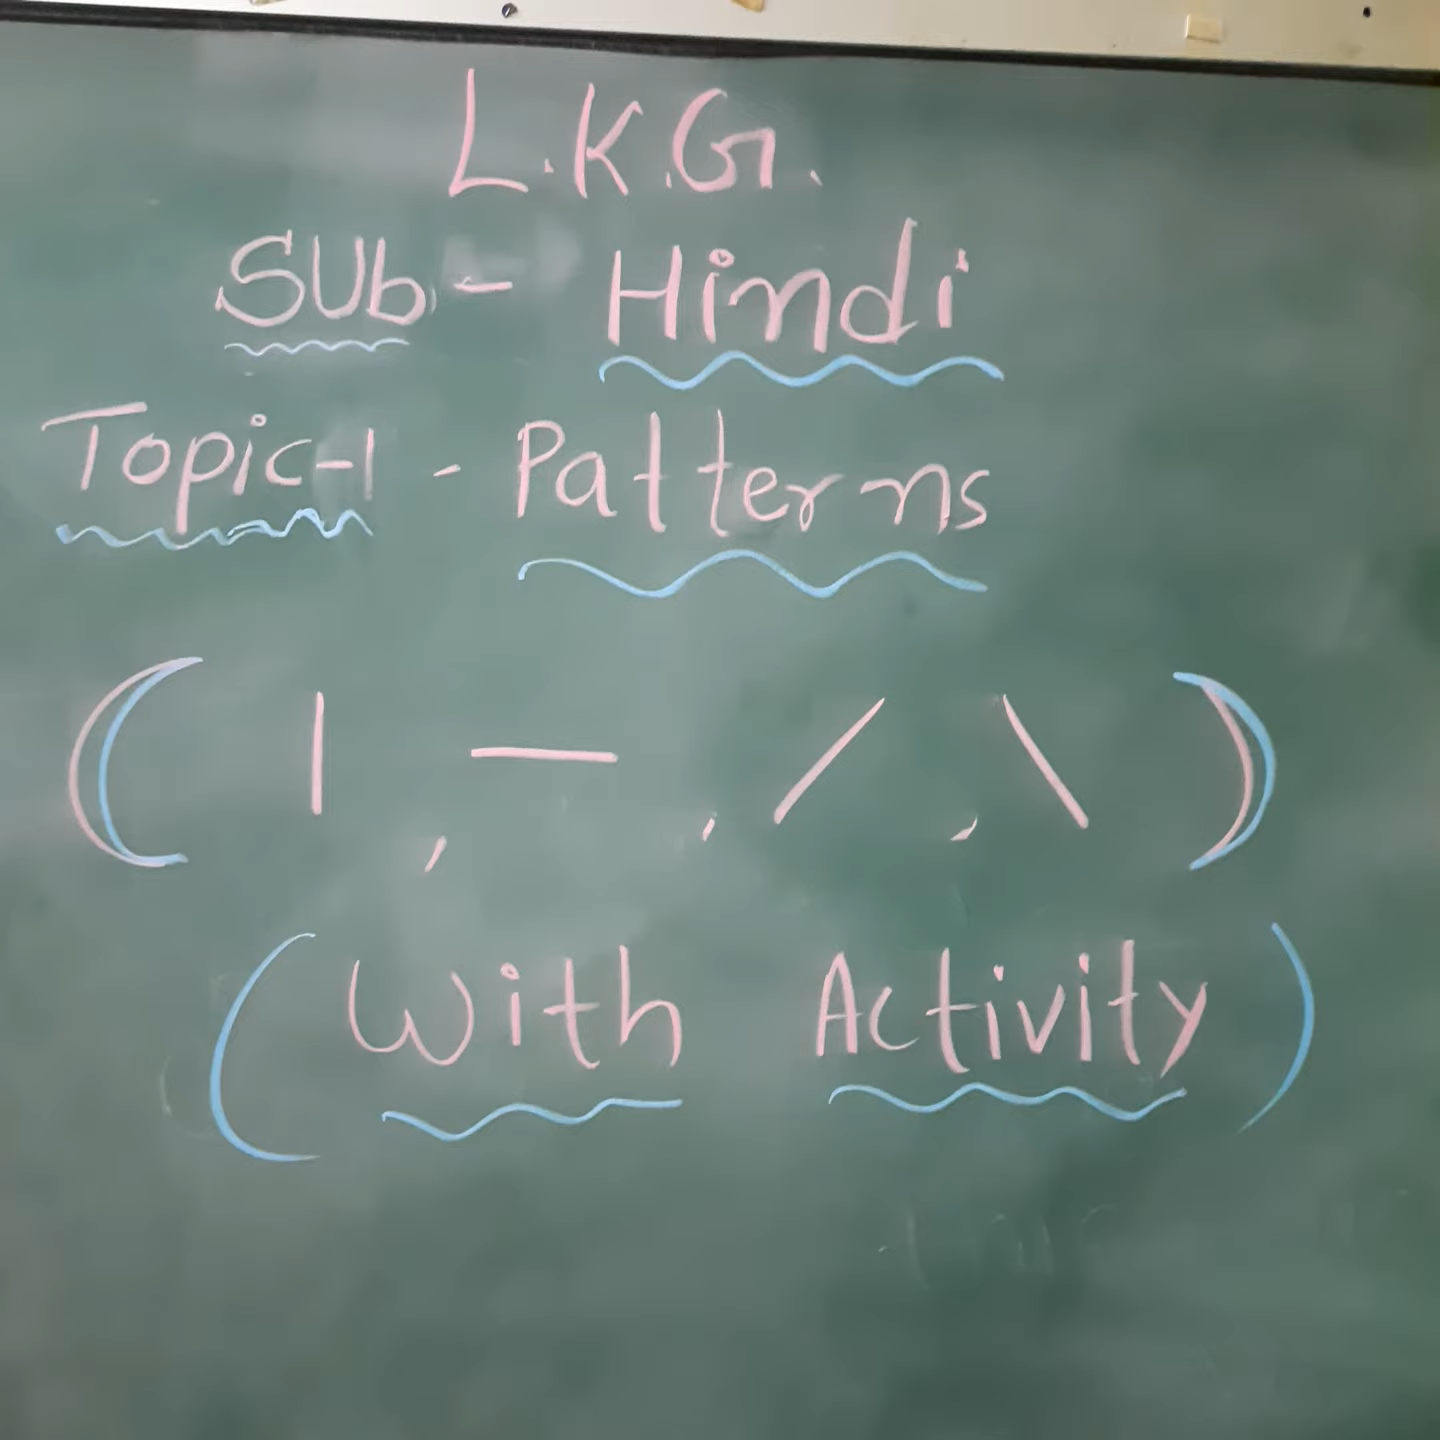 L.K.G.
Sub - Hindi
Topic-1 - Patterns
( | , — , / , \ )
( With Activity )